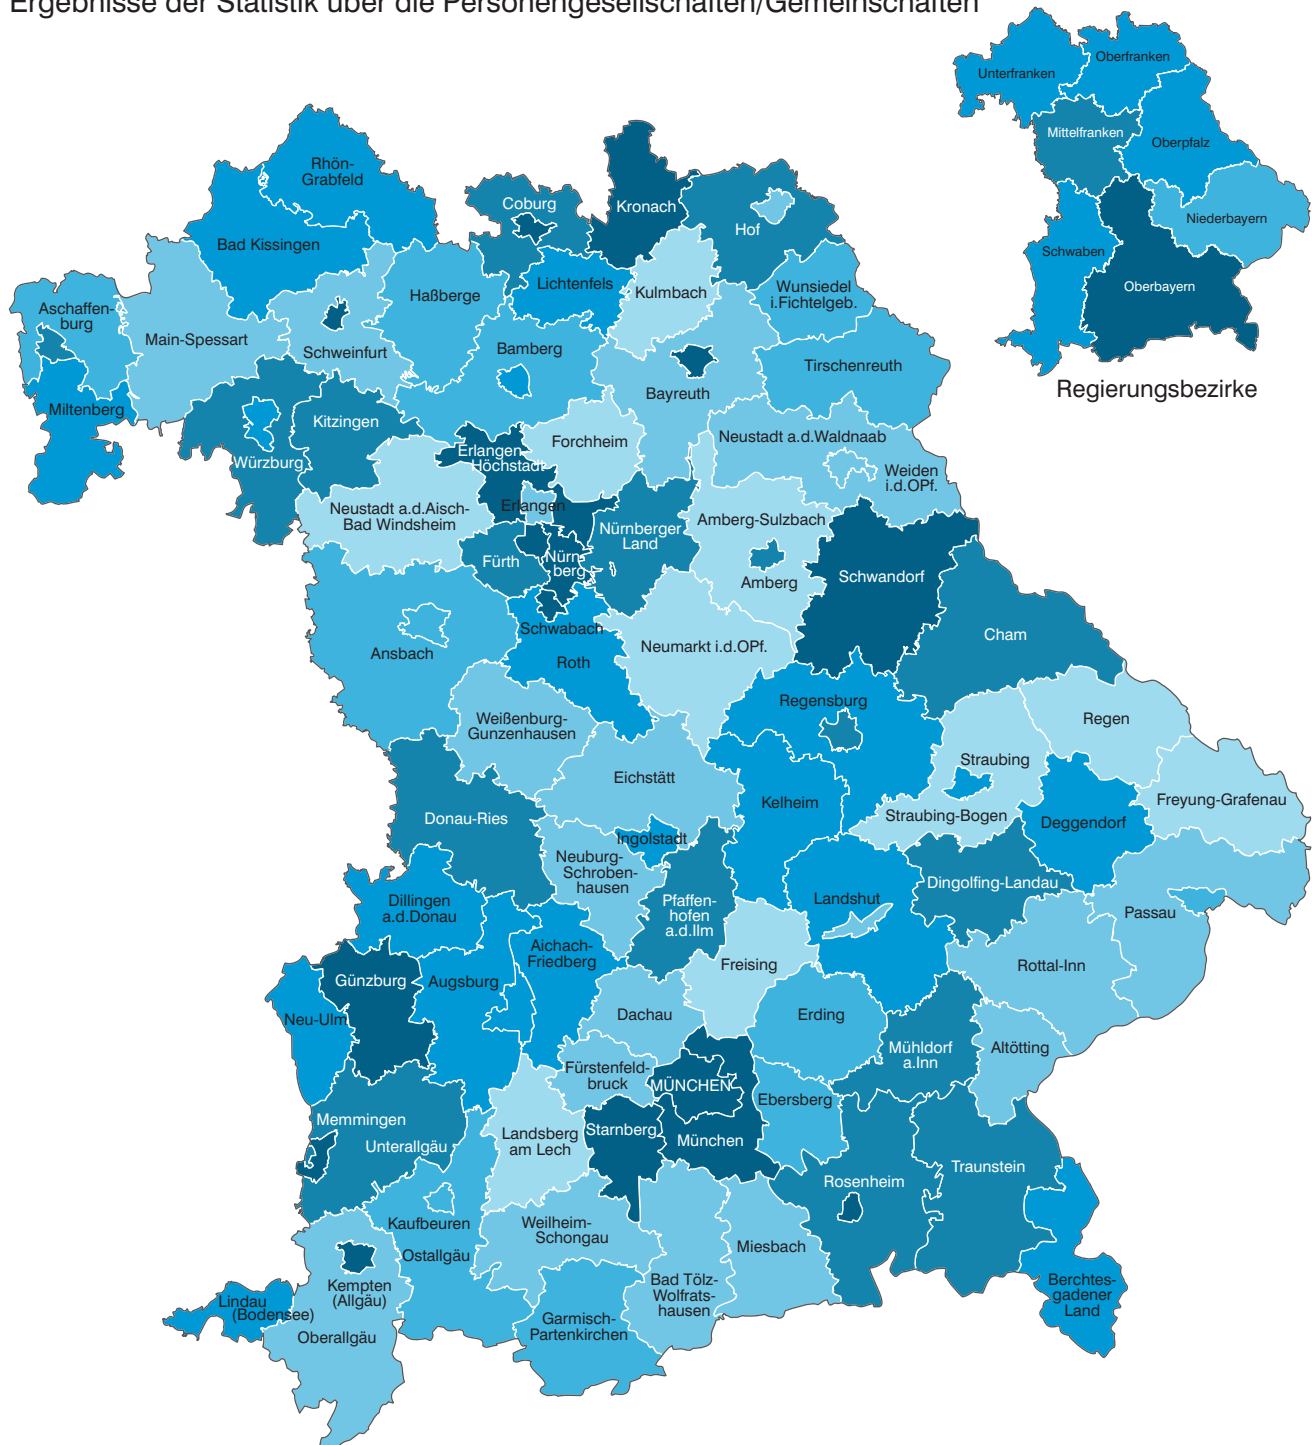 Ergebnisse der Statistik über die Personengesellschaften/Gemeinschaften
Unterfranken
Oberfranken
Mittelfranken
Oberpfalz
Niederbayern
Schwaben
Oberbayern
Regierungsbezirke
Rhön-
Grabfeld
Bad Kissingen
Coburg
Kronach
Hof
Lichtenfels
Kulmbach
Wunsiedel
i.Fichtelgeb.
Haßberge
Aschaffen-
burg
Main-Spessart
Schweinfurt
Bamberg
Bayreuth
Tirschenreuth
Miltenberg
Kitzingen
Würzburg
Forchheim
Erlangen-
Höchstadt
Erlangen
Neustadt a.d.Waldnaab
Weiden
i.d.OPf.
Neustadt a.d.Aisch-
Bad Windsheim
Nürnberger
Land
Amberg-Sulzbach
Amberg
Fürth
Nürn-
berg
Schwandorf
Cham
Schwabach
Roth
Ansbach
Neumarkt i.d.OPf.
Regensburg
Regen
Weißenburg-
Gunzenhausen
Straubing
Eichstätt
Kelheim
Straubing-Bogen
Deggendorf
Freyung-Grafenau
Donau-Ries
Ingolstadt
Neuburg-
Schroben-
hausen
Dillingen
a.d.Donau
Pfaffen-
hofen
a.d.Ilm
Landshut
Dingolfing-Landau
Passau
Aichach-
Friedberg
Günzburg
Augsburg
Freising
Rottal-Inn
Neu-Ulm
Dachau
Erding
Mühldorf
a.Inn
Altötting
Fürstenfeld-
bruck
MÜNCHEN
Ebersberg
Memmingen
Unterallgäu
Landsberg
am Lech
Starnberg
München
Rosenheim
Traunstein
Kaufbeuren
Ostallgäu
Weilheim-
Schongau
Miesbach
Bad Tölz-
Wolfrats-
hausen
Berchtes-
gadener
Land
Kempten
(Allgäu)
Lindau
(Bodensee)
Oberallgäu
Garmisch-
Partenkirchen